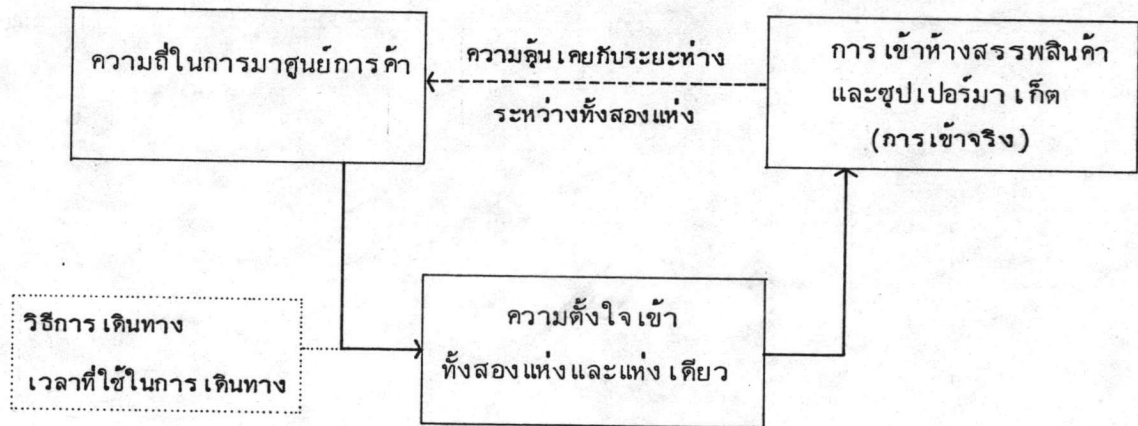 ความถี่ในการมาศูนย์การค้า
ความคุ้นเคยกับระยะห่าง
ระหว่างทั้งสองแห่ง
การเข้าห้างสรรพสินค้า
และซุปเปอร์มาเก็ต
(การเข้าจริง)
วิธีการเดินทาง
เวลาที่ใช้ในการเดินทาง
ความตั้งใจเข้า
ทั้งสองแห่งและแห่งเดียว